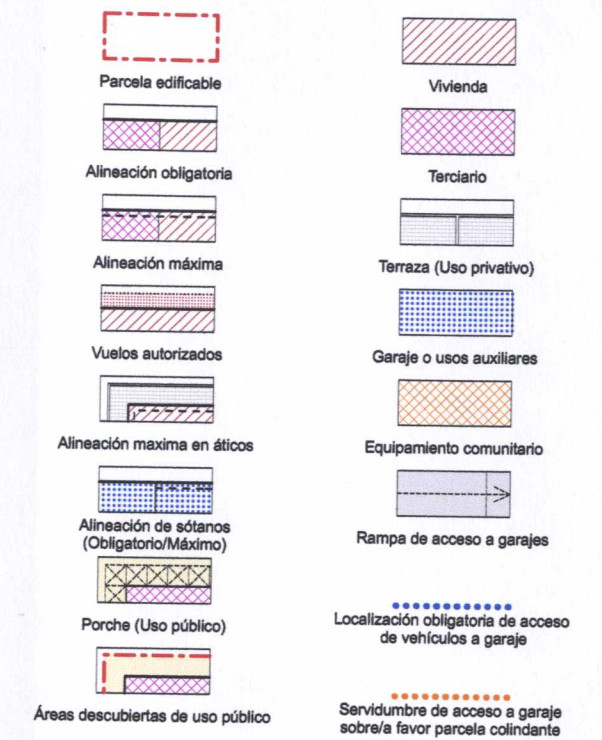 Parcela edificable
Alineación obligatoria
Alineación máxima
Vuelos autorizados
Alineación maxima en áticos
Alineación de sótanos
(Obligatorio/Máximo)
Porche (Uso público)
Áreas descubiertas de uso público
Vivienda
Terciario
Terraza (Uso privativo)
Garaje o usos auxiliares
Equipamiento comunitario
Rampa de acceso a garajes
Localización obligatoria de acceso
de vehículos a garaje
Servidumbre de acceso a garaje
sobre/a favor parcela colindante